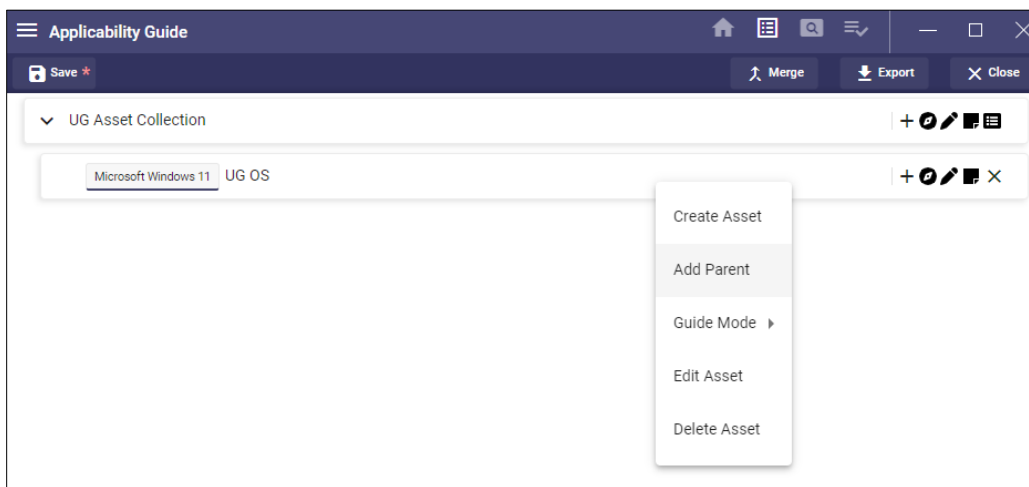 Applicability Guide
Save *
Merge
Export
Close
UG Asset Collection
Microsoft Windows 11 UG OS
Create Asset
Add Parent
Guide Mode
Edit Asset
Delete Asset